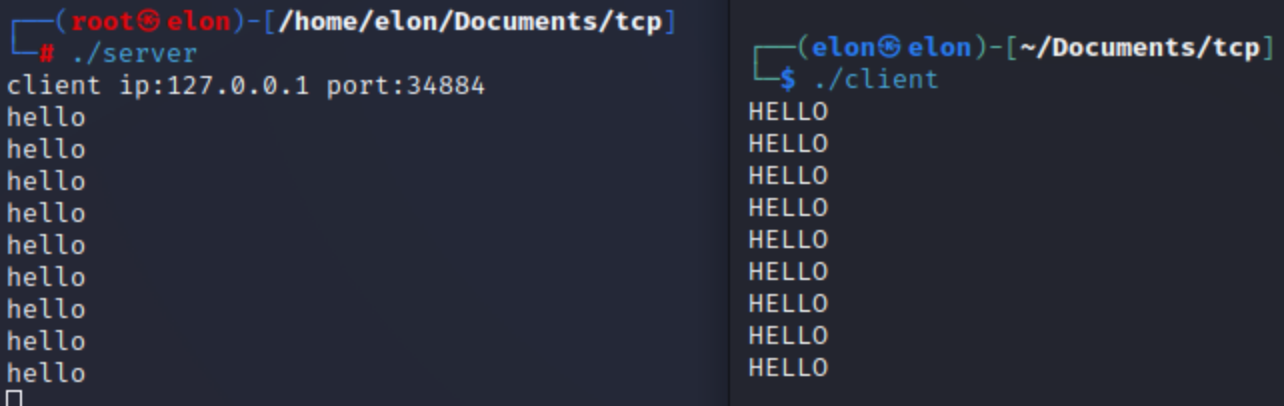 ┌──(root㉿elon)-[/home/elon/Documents/tcp]
└─# ./server
client ip:127.0.0.1 port:34884
hello
hello
hello
hello
hello
hello
hello
hello
hello
┌──(elon㉿elon)-[~/Documents/tcp]
└─$ ./client
HELLO
HELLO
HELLO
HELLO
HELLO
HELLO
HELLO
HELLO
HELLO